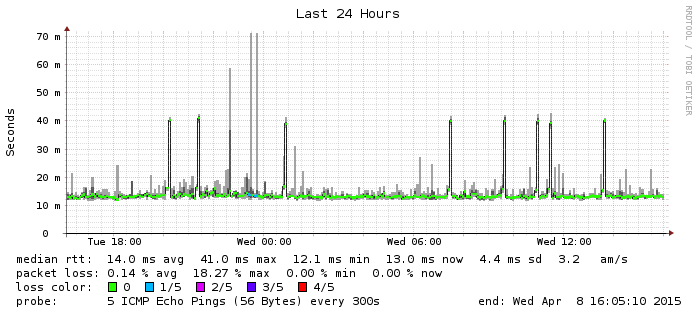 Last 24 Hours
RRDTOOL / TOBI OETIKER
Seconds
70 m
60 m
50 m
40 m
30 m
20 m
10 m
0
Tue 18:00 Wed 00:00 Wed 06:00 Wed 12:00
median rtt: 14.0 ms avg 41.0 ms max 12.1 ms min 13.0 ms now 4.4 ms sd 3.2 am/s
packet loss: 0.14 % avg 18.27 % max 0.00 % min 0.00 % now
loss color: 0 1/5 2/5 3/5 4/5
probe: 5 ICMP Echo Pings (56 Bytes) every 300s end: Wed Apr 8 16:05:10 2015